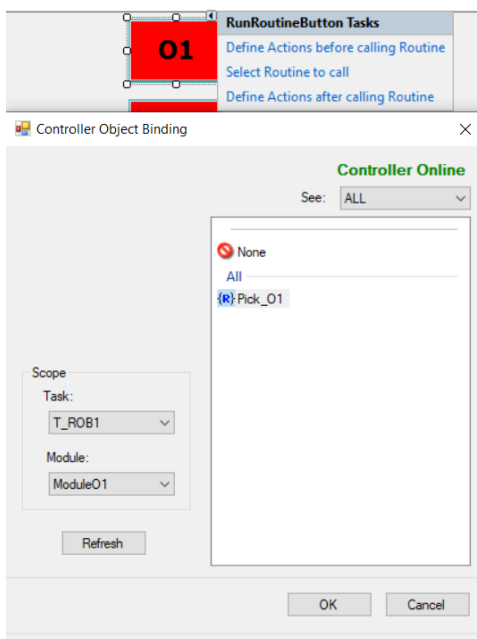 RunRoutineButton Tasks
O1
Define Actions before calling Routine
Select Routine to call
Define Actions after calling Routine
Controller Object Binding
Controller Online
See: ALL
None
All
{R} Pick_O1
Scope
Task:
T_ROB1
Module:
ModuleO1
Refresh
OK Cancel